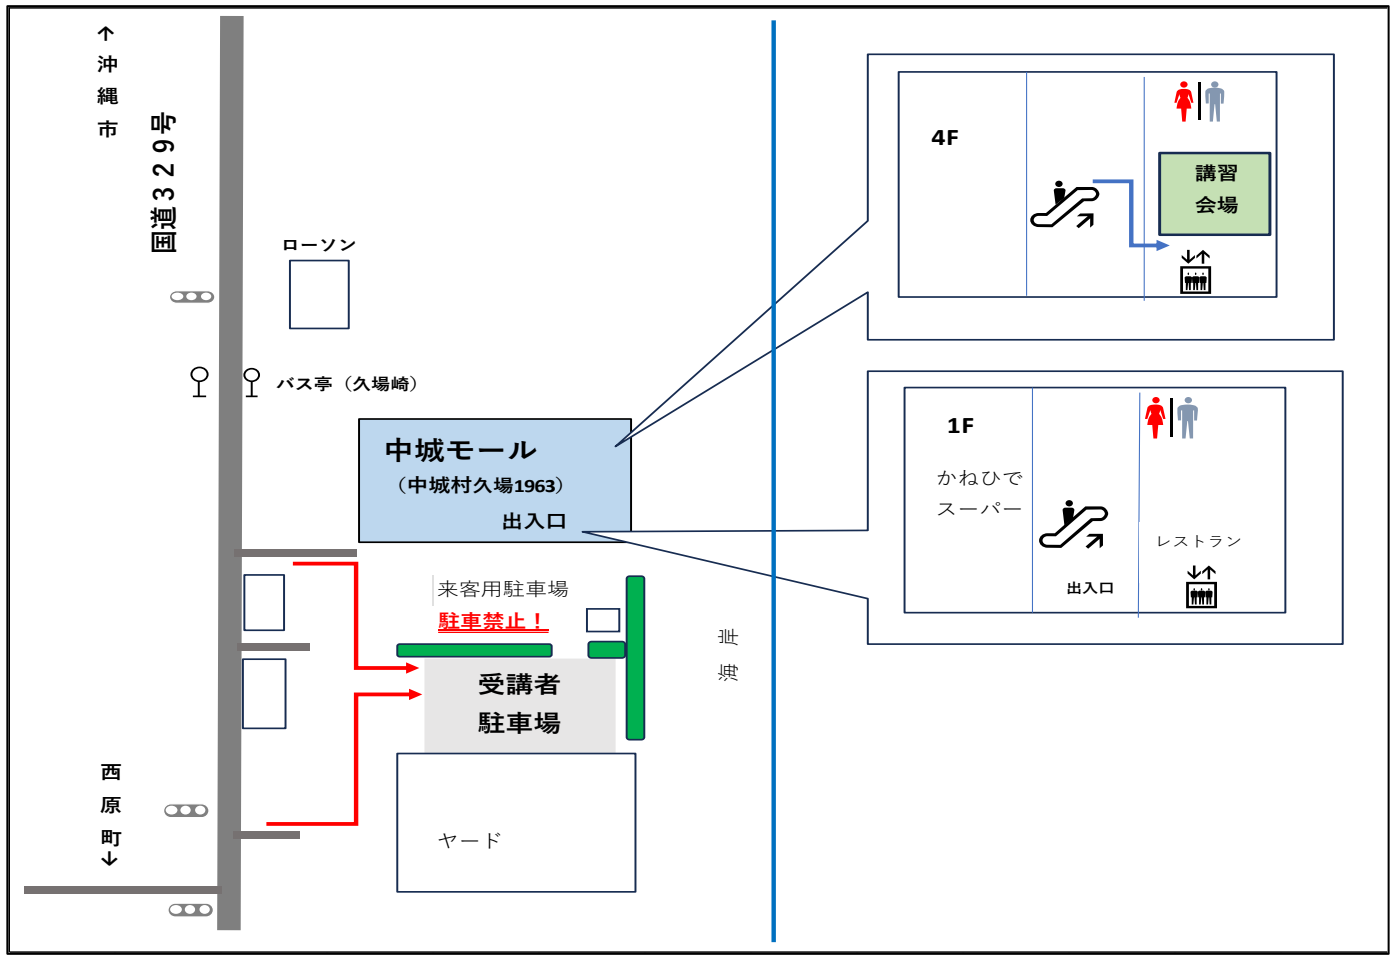 ↑沖縄市
国道329号
ローソン
バス亭（久場崎）
中城モール
（中城村久場1963）
出入口
来客用駐車場
駐車禁止！
受講者
駐車場
ヤード
西原町↓
海岸
4F
講習
会場
1F
かねひで
スーパー
レストラン
出入口